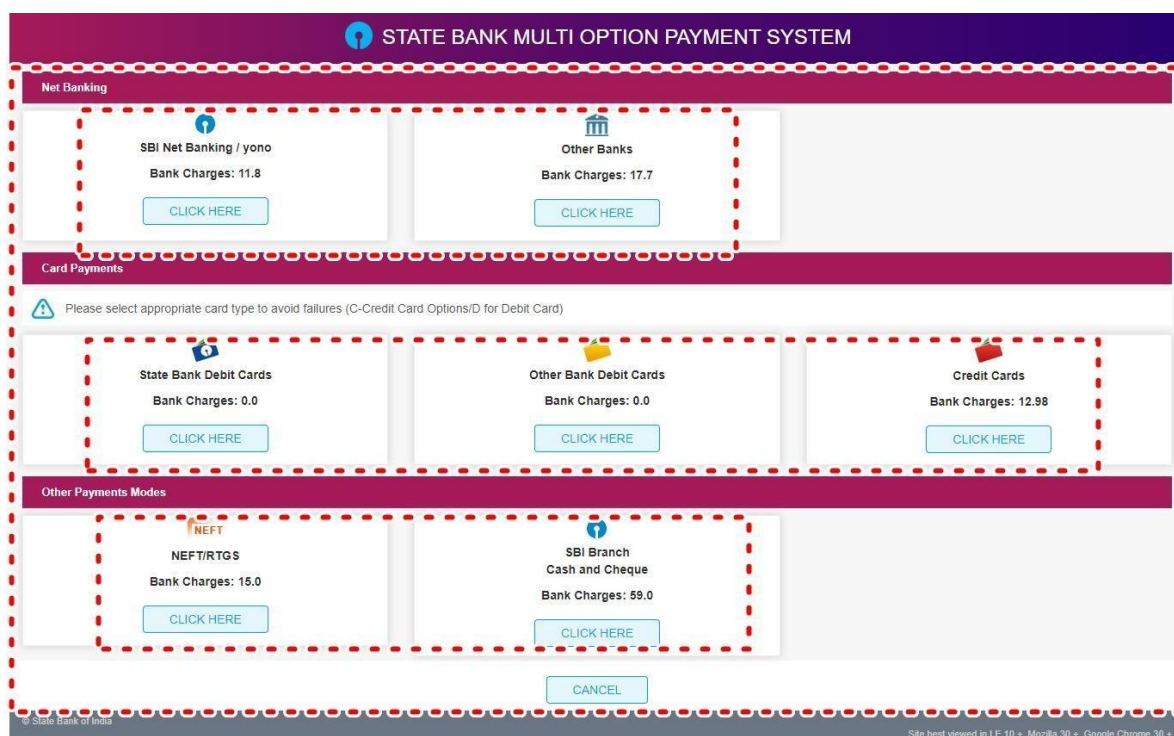 STATE BANK MULTI OPTION PAYMENT SYSTEM
Net Banking
SBI Net Banking / yono
Bank Charges: 11.8
CLICK HERE
Other Banks
Bank Charges: 17.7
CLICK HERE
Card Payments
Please select appropriate card type to avoid failures (C-Credit Card Options/D for Debit Card)
State Bank Debit Cards
Bank Charges: 0.0
CLICK HERE
Other Bank Debit Cards
Bank Charges: 0.0
CLICK HERE
Credit Cards
Bank Charges: 12.98
CLICK HERE
Other Payments Modes
NEFT
NEFT/RTGS
Bank Charges: 15.0
CLICK HERE
SBI Branch
Cash and Cheque
Bank Charges: 59.0
CLICK HERE
CANCEL
© State Bank of India
Site best viewed in I.E 10 +, Mozilla 30 +, Google Chrome 30 +